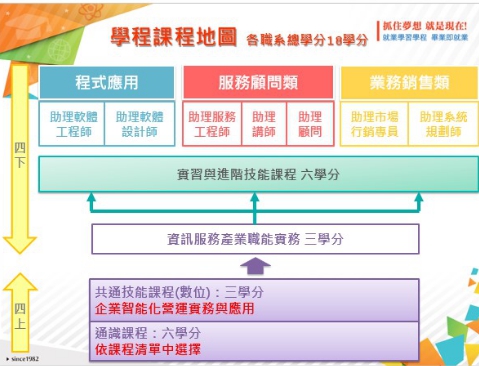 學程課程地圖 各職系總學分18學分
抓住夢想 就是現在!
就業學習學程 畢業即就業
程式應用
服務顧問類
業務銷售類
助理軟體
工程師
助理軟體
設計師
助理服務
工程師
助理
講師
助理
顧問
助理市場
行銷專員
助理系統
規劃師
四下
實習與進階技能課程 六學分
資訊服務產業職能實務 三學分
四上
共通技能課程(數位)：三學分
企業智能化營運實務與應用
通識課程：六學分
依課程清單中選擇
since1982